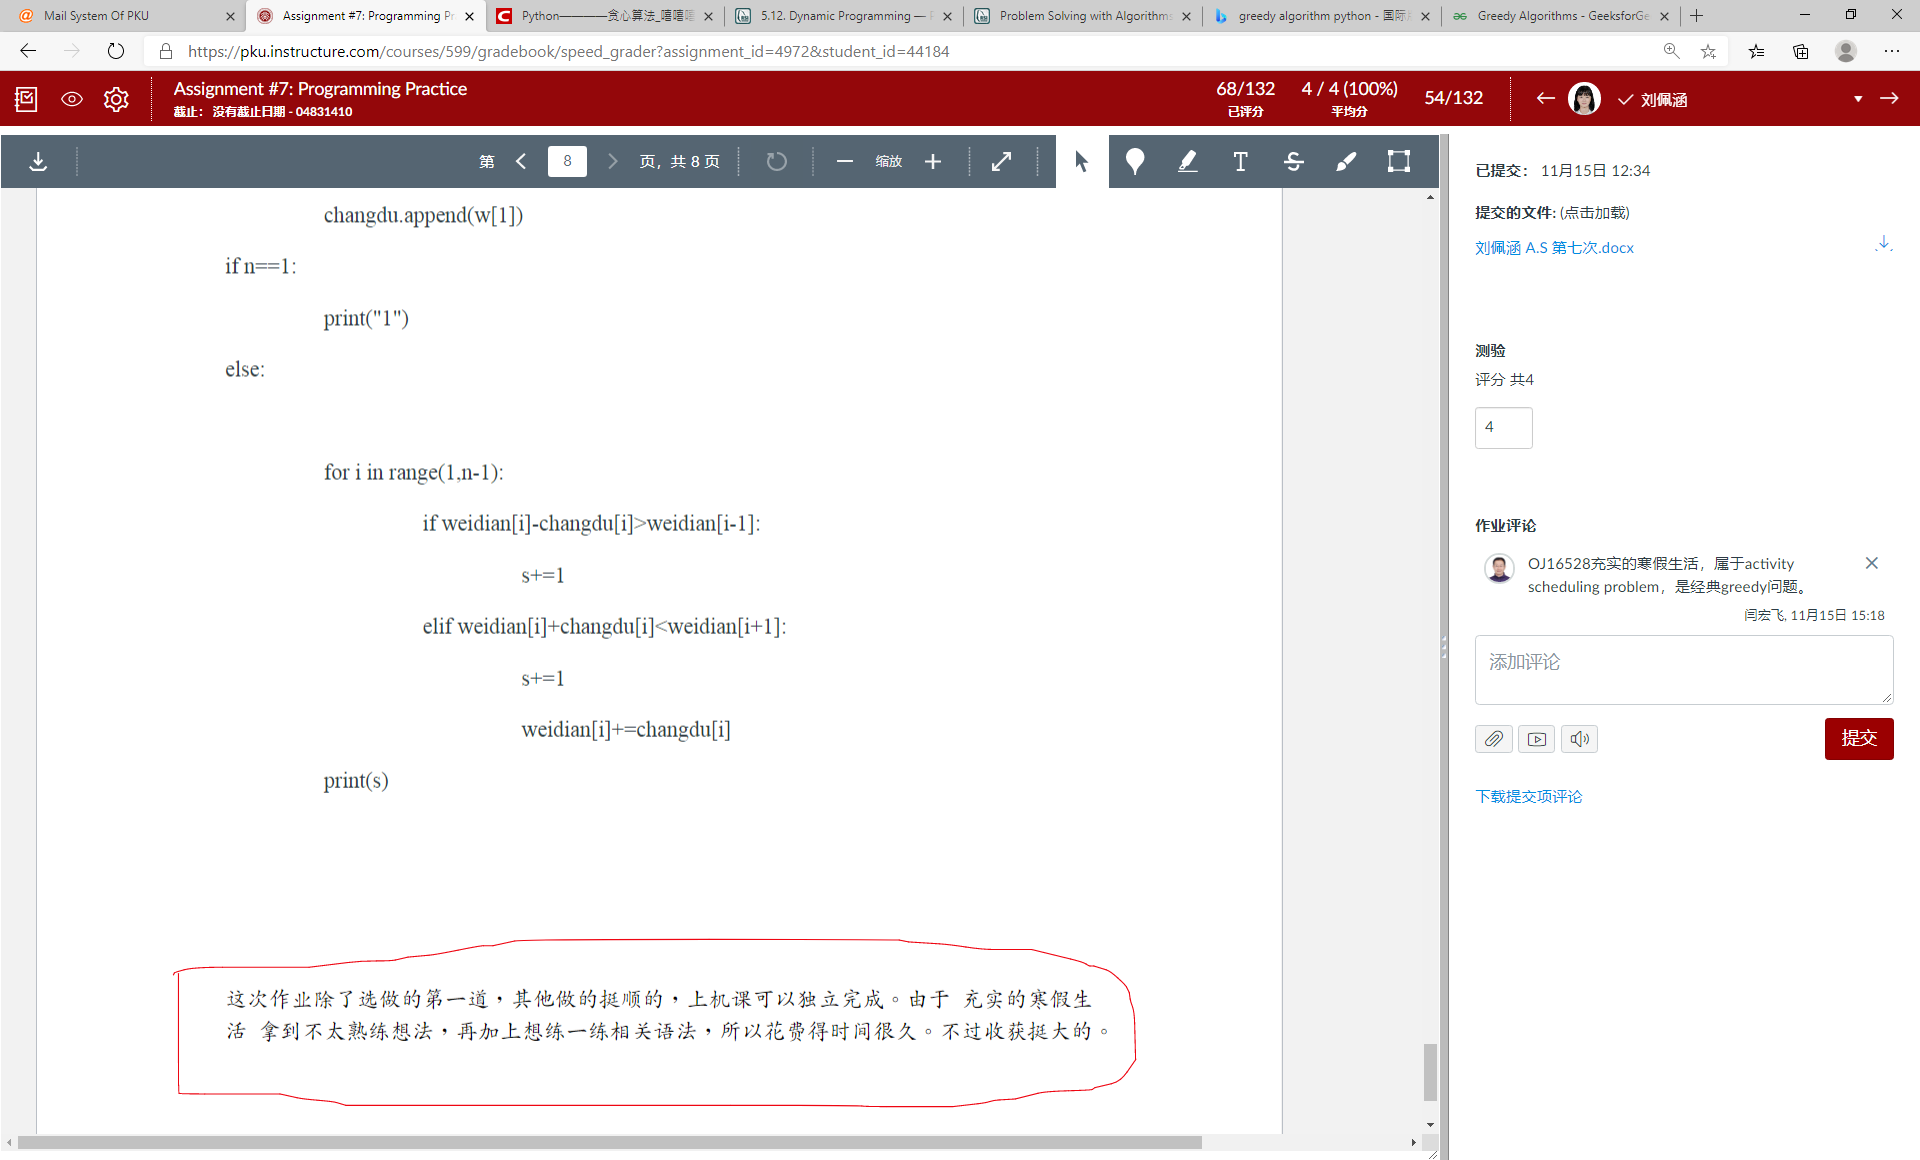 Mail System Of PKU
Assignment #7: Programming Pr
Python————贪心算法_嘻嘻嘻
5.12. Dynamic Programming —
Problem Solving with Algorithms
greedy algorithm python - 国际
Greedy Algorithms - GeeksforGe
https://pku.instructure.com/courses/599/gradebook/speed_grader?assignment_id=4972&student_id=44184
Assignment #7: Programming Practice
截止： 没有截止日期 - 04831410
68/132
已评分
4 / 4 (100%)
平均分
54/132
刘佩涵
第
8
页，共 8 页
缩放
T
changdu.append(w[1])
if n==1:
print("1")
else:
for i in range(1,n-1):
if weidian[i]-changdu[i]>weidian[i-1]:
s+=1
elif weidian[i]+changdu[i]<weidian[i+1]:
s+=1
weidian[i]+=changdu[i]
print(s)
这次作业除了选做的第一道，其他做的挺顺的，上机课可以独立完成。由于 充实的寒假生
活 拿到不太熟练想法，再加上想练一练相关语法，所以花费得时间很久。不过收获挺大的。
已提交： 11月15日 12:34
提交的文件: (点击加载)
刘佩涵 A.S 第七次.docx
测验
评分 共4
4
作业评论
OJ16528充实的寒假生活，属于activity
scheduling problem，是经典greedy问题。
闫宏飞, 11月15日 15:18
添加评论
提交
下载提交项评论